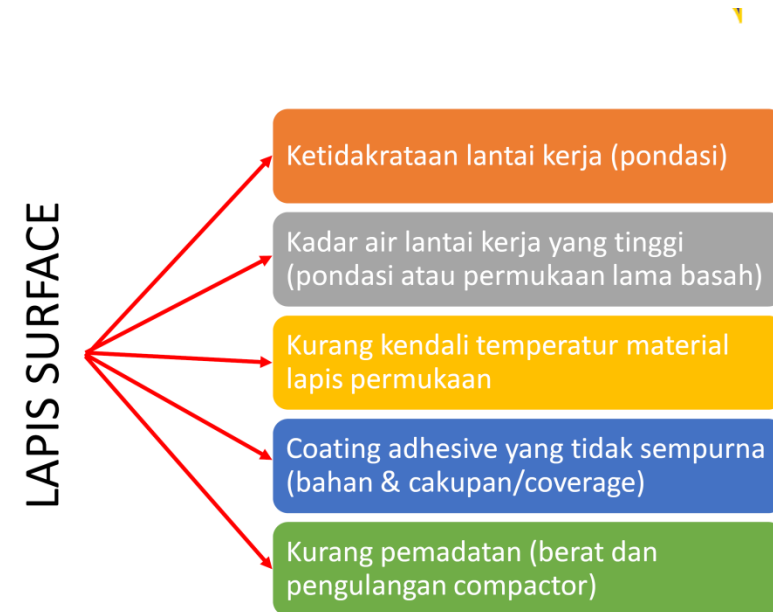 LAPIS SURFACE
Ketidakrataan lantai kerja (pondasi)
Kadar air lantai kerja yang tinggi
(pondasi atau permukaan lama basah)
Kurang kendali temperatur material
lapis permukaan
Coating adhesive yang tidak sempurna
(bahan & cakupan/coverage)
Kurang pemadatan (berat dan
pengulangan compactor)